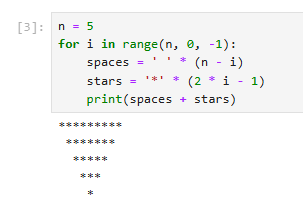 [3]: n = 5
for i in range(n, 0, -1):
    spaces = ' ' * (n - i)
    stars = '*' * (2 * i - 1)
    print(spaces + stars)
*********
 *******
  *****
   ***
    *